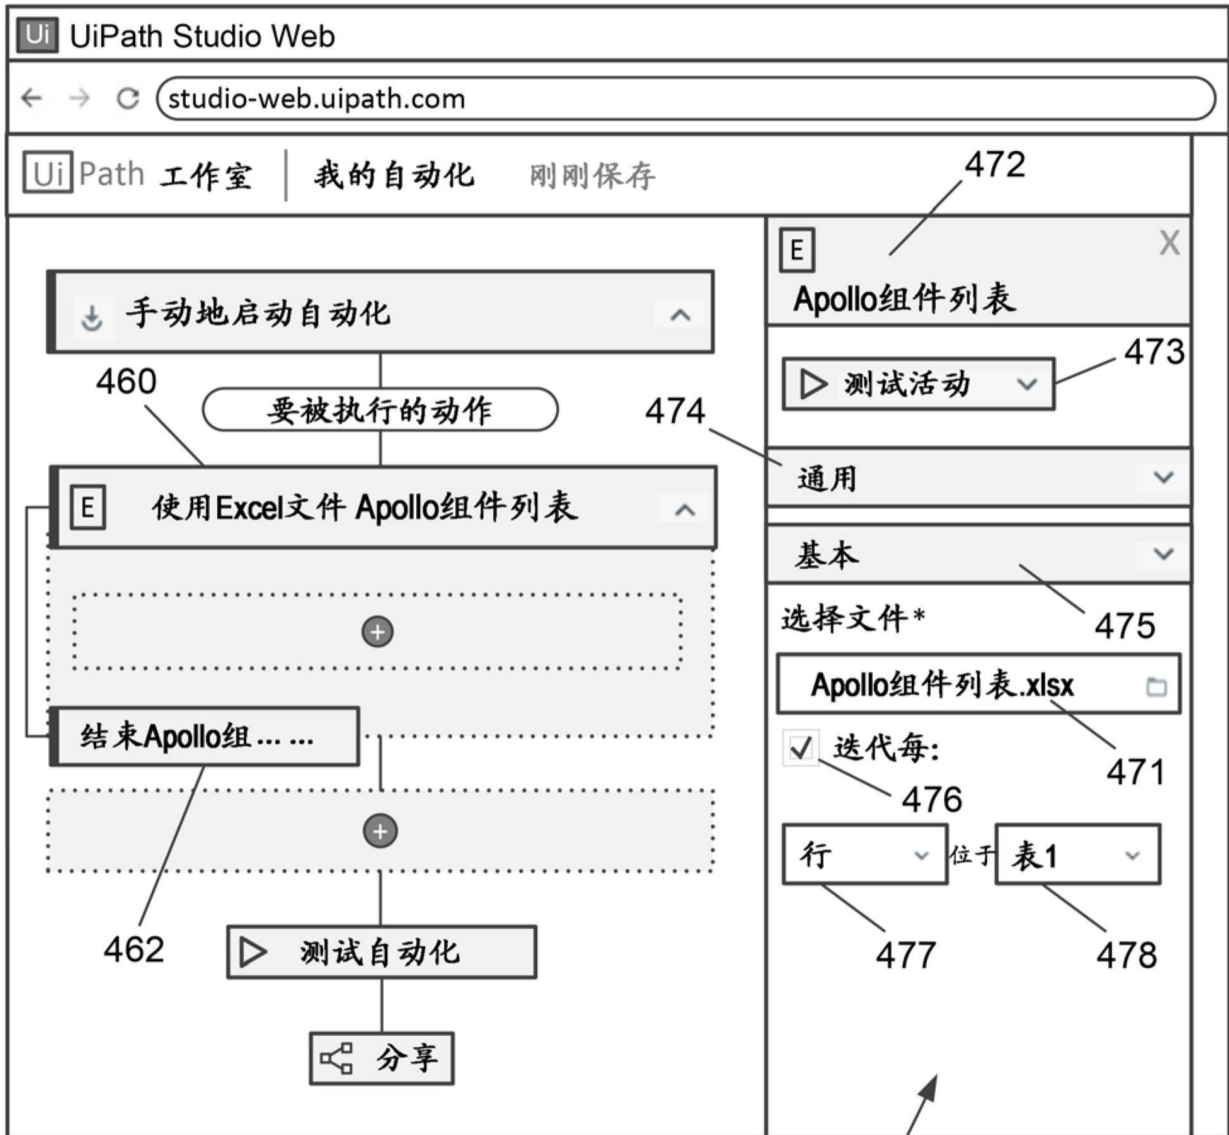 Ui UiPath Studio Web
studio-web.uipath.com
UiPath 工作室 我的自动化 刚刚保存
472
E
X
Apollo组件列表
手动地启动自动化
473
测试活动
460
要被执行的动作
474
通用
E 使用Excel文件 Apollo组件列表
基本
选择文件*
475
Apollo组件列表.xlsx
结束Apollo组……
迭代每:
471
476
行 位于 表1
462
477
478
测试自动化
分享